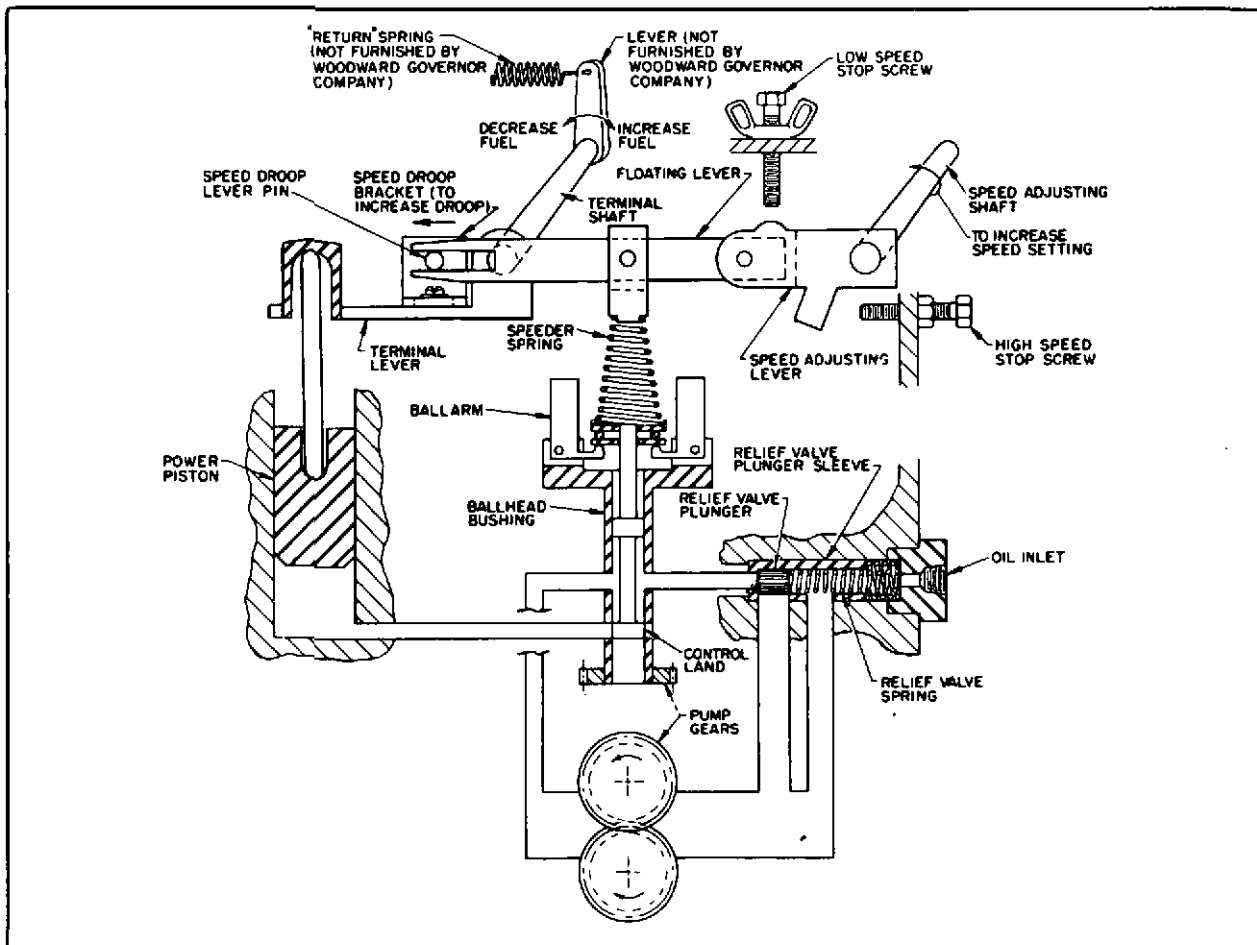 "RETURN" SPRING
(NOT FURNISHED BY
WOODWARD GOVERNOR
COMPANY)
LEVER (NOT
FURNISHED BY
WOODWARD GOVERNOR
COMPANY)
LOW SPEED
STOP SCREW
DECREASE
FUEL
INCREASE
FUEL
SPEED DROOP
LEVER PIN
SPEED DROOP
BRACKET (TO
INCREASE DROOP)
TERMINAL
SHAFT
FLOATING LEVER
SPEED ADJUSTING
SHAFT
TO INCREASE
SPEED SETTING
TERMINAL
LEVER
SPEEDER
SPRING
SPEED ADJUSTING
LEVER
HIGH SPEED
STOP SCREW
BALLARM
POWER
PISTON
BALLHEAD
BUSHING
RELIEF VALVE
PLUNGER SLEEVE
RELIEF VALVE
PLUNGER
OIL INLET
CONTROL
LAND
RELIEF VALVE
SPRING
PUMP
GEARS